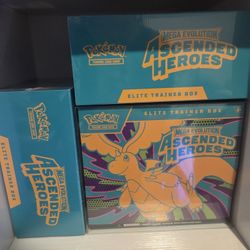 Pokémon
TRADING CARD GAME
MEGA EVOLUTION
ASCENDED
HEROES
ELITE TRAINER BOX
Pokémon
TRADING CARD GAME
MEGA EVOLUTION
ASCENDED
HEROES
ELITE TRAINER BOX
Pokémon
MEGA EVOLUTION
ASCENDED
HEROES
ELITE TRAINER BOX